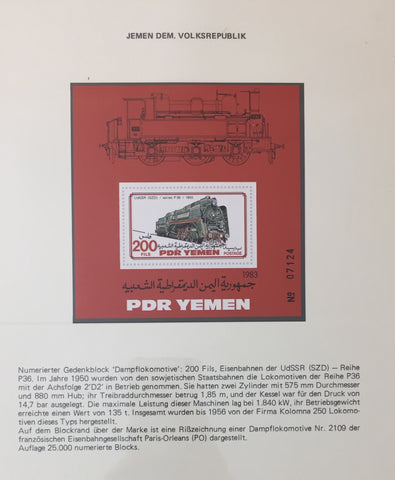 JEMEN DEM. VOLKSREPUBLIK
UdSSR (SZD) / series P36 / 1950
200 فلس
FILS
جمهورية اليمن الديمقراطية الشعبية
PDR YEMEN POSTAGE
1983
جمهورية اليمن الديمقراطية الشعبية
PDR YEMEN
No 07124
Numerierter Gedenkblock 'Dampflokomotive': 200 Fils, Eisenbahnen der UdSSR (SZD) — Reihe
P36. Im Jahre 1950 wurden von den sowjetischen Staatsbahnen die Lokomotiven der Reihe P36
mit der Achsfolge 2'D2' in Betrieb genommen. Sie hatten zwei Zylinder mit 575 mm Durchmesser
und 880 mm Hub; ihr Treibraddurchmesser betrug 1,85 m, und der Kessel war für den Druck von
14,7 bar ausgelegt. Die maximale Leistung dieser Maschinen lag bei 1.840 kW, ihr Betriebsgewicht
erreichte einen Wert von 135 t. Insgesamt wurden bis 1956 von der Firma Kolomna 250 Lokomo-
tiven dieses Typs hergestellt.
Auf dem Blockrand über der Marke ist eine Rißzeichnung einer Dampflokomotive Nr. 2109 der
französischen Eisenbahngesellschaft Paris-Orleans (PO) dargestellt.
Auflage 25.000 numerierte Blocks.